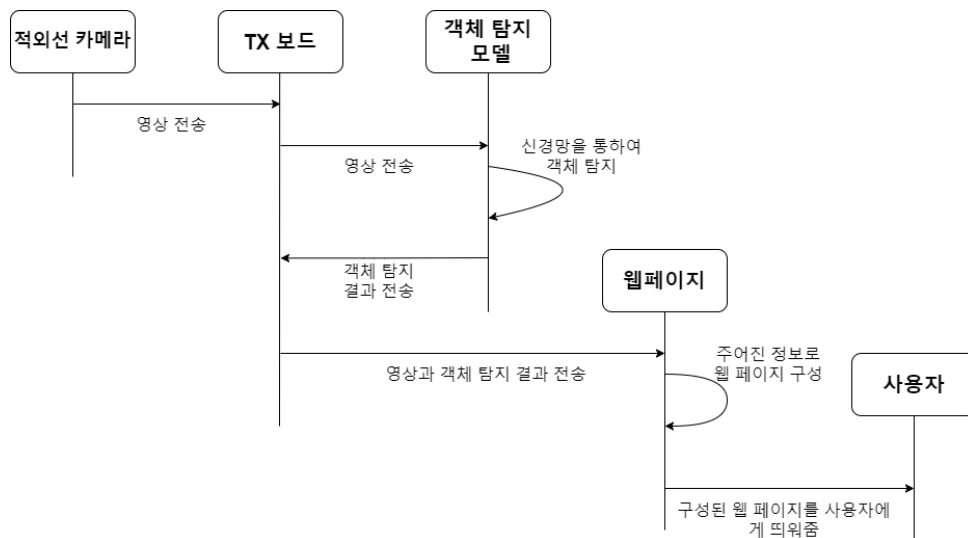 적외선 카메라
TX 보드
객체 탐지
모델
영상 전송
영상 전송
신경망을 통하여
객체 탐지
객체 탐지
결과 전송
웹페이지
영상과 객체 탐지 결과 전송
주어진 정보로
웹 페이지 구성
사용자
구성된 웹 페이지를 사용자에
게 띄워줌